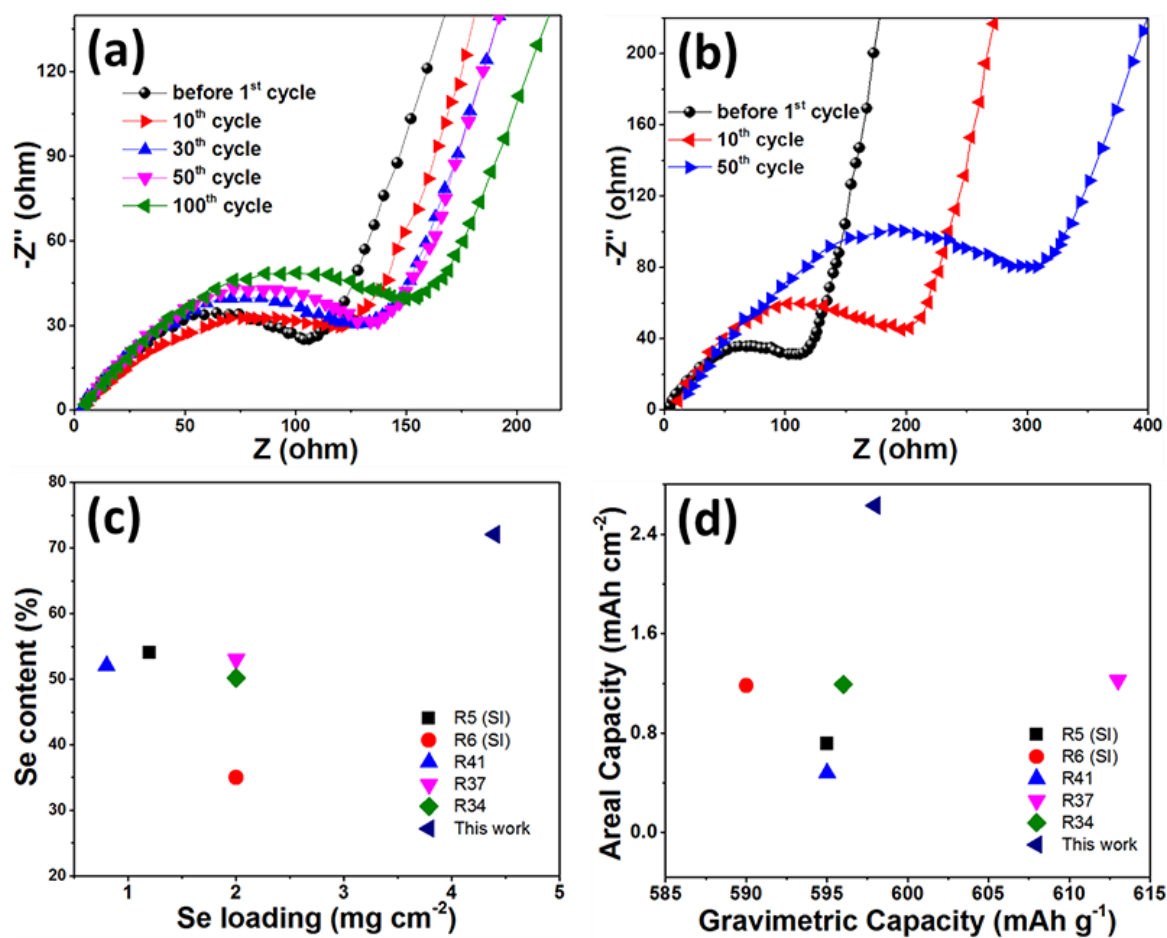 (a)
before 1st cycle
10th cycle
30th cycle
50th cycle
100th cycle
-Z'' (ohm)
120
90
60
30
0
0 50 100 150 200
Z (ohm)
(b)
before 1st cycle
10th cycle
50th cycle
-Z'' (ohm)
200
160
120
80
40
0
0 100 200 300 400
Z (ohm)
(c)
Se content (%)
80
70
60
50
40
30
20
R5 (SI)
R6 (SI)
R41
R37
R34
This work
1 2 3 4 5
Se loading (mg cm-2)
(d)
Areal Capacity (mAh cm-2)
2.4
1.6
0.8
0.0
R5 (SI)
R6 (SI)
R41
R37
R34
This work
585 590 595 600 605 610 615
Gravimetric Capacity (mAh g-1)